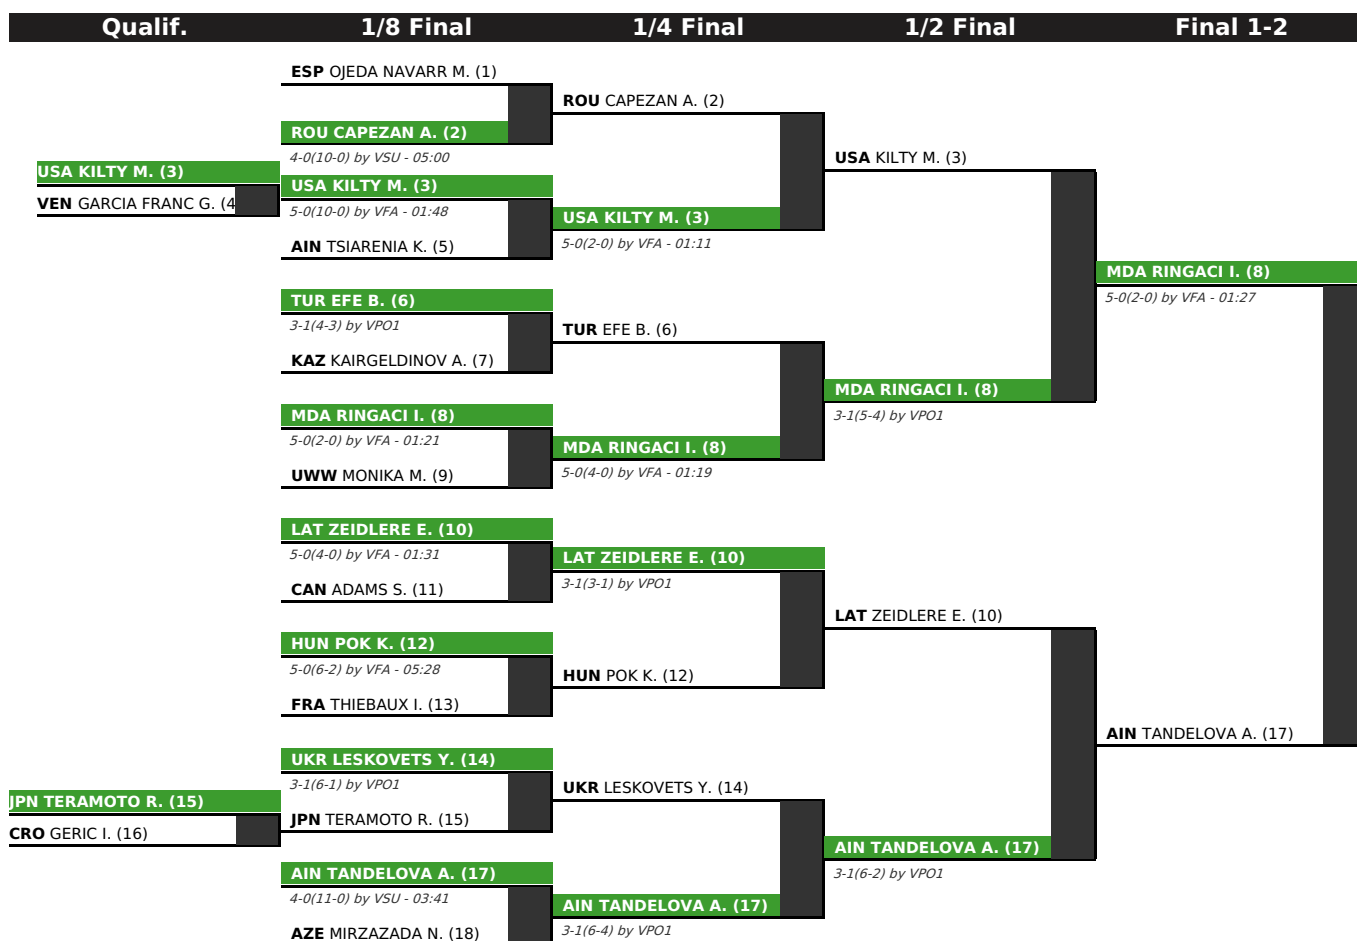 Qualif.
1/8 Final
1/4 Final
1/2 Final
Final 1-2
USA KILTY M. (3)
VEN GARCIA FRANC G. (4
JPN TERAMOTO R. (15)
CRO GERIC I. (16)
ESP OJEDA NAVARR M. (1)
ROU CAPEZAN A. (2)
4-0(10-0) by VSU - 05:00
USA KILTY M. (3)
5-0(10-0) by VFA - 01:48
AIN TSIARENIA K. (5)
TUR EFE B. (6)
3-1(4-3) by VPO1
KAZ KAIRGELDINOV A. (7)
MDA RINGACI I. (8)
5-0(2-0) by VFA - 01:21
UWW MONIKA M. (9)
LAT ZEIDLERE E. (10)
5-0(4-0) by VFA - 01:31
CAN ADAMS S. (11)
HUN POK K. (12)
5-0(6-2) by VFA - 05:28
FRA THIEBAUX I. (13)
UKR LESKOVETS Y. (14)
3-1(6-1) by VPO1
JPN TERAMOTO R. (15)
AIN TANDELOVA A. (17)
4-0(11-0) by VSU - 03:41
AZE MIRZAZADA N. (18)
ROU CAPEZAN A. (2)
USA KILTY M. (3)
5-0(2-0) by VFA - 01:11
TUR EFE B. (6)
MDA RINGACI I. (8)
5-0(4-0) by VFA - 01:19
LAT ZEIDLERE E. (10)
3-1(3-1) by VPO1
HUN POK K. (12)
UKR LESKOVETS Y. (14)
AIN TANDELOVA A. (17)
3-1(6-4) by VPO1
USA KILTY M. (3)
MDA RINGACI I. (8)
3-1(5-4) by VPO1
LAT ZEIDLERE E. (10)
AIN TANDELOVA A. (17)
3-1(6-2) by VPO1
MDA RINGACI I. (8)
5-0(2-0) by VFA - 01:27
AIN TANDELOVA A. (17)